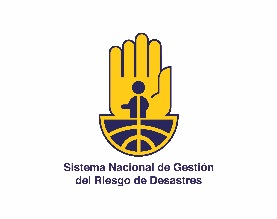 Sistema Nacional de Gestión
del Riesgo de Desastres